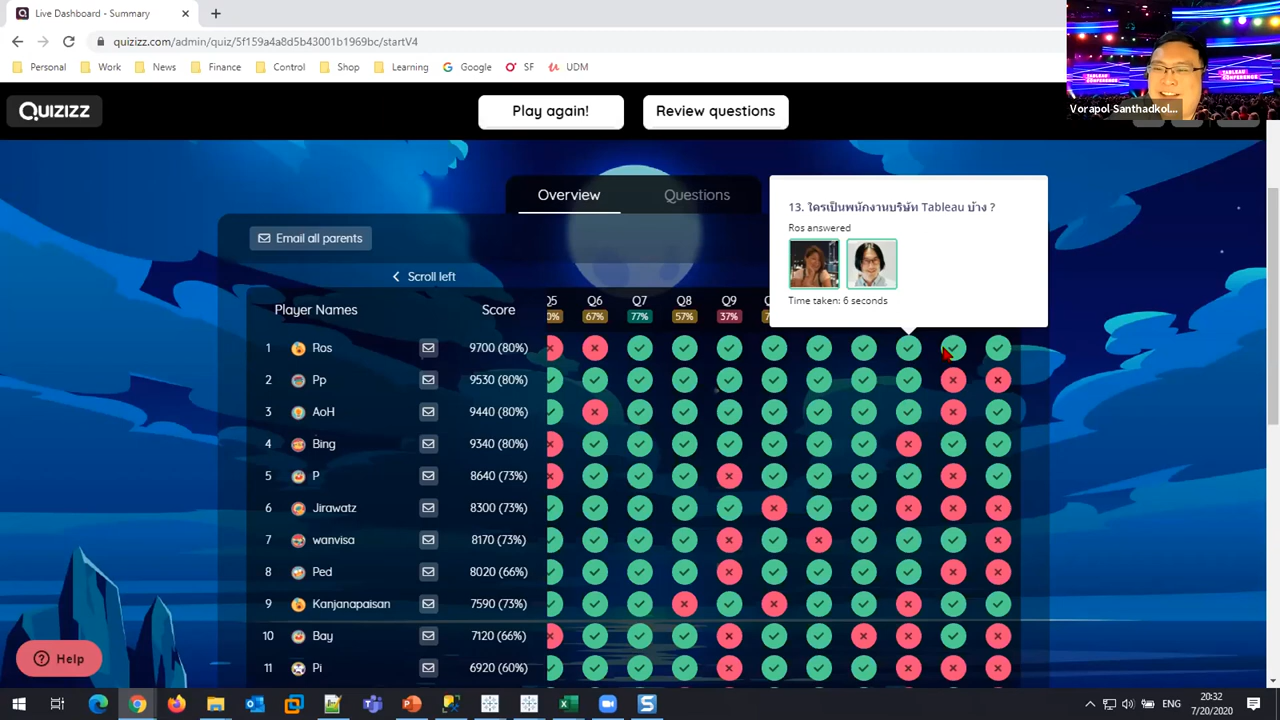 Live Dashboard - Summary
quizizz.com/admin/quiz/5f159a4a8d5b43001b1969bc/startV4
Personal Work News Finance Control Shop Learning Google SF UDM
TABLEAU CONFERENCE
Vorapol Santhadkol...
QUIZIZZ Play again! Review questions
Overview Questions
Email all parents
Scroll left
13. ใครเป็นพนักงานบริษัท Tableau บ้าง ?
Ros answered
Time taken: 6 seconds
Player Names Score Q6 Q7 Q8 Q9
67% 77% 57% 37%
1 Ros 9700 (80%)
2 Pp 9530 (80%)
3 AoH 9440 (80%)
4 Bing 9340 (80%)
5 P 8640 (73%)
6 Jirawatz 8300 (73%)
7 wanvisa 8170 (73%)
8 Ped 8020 (66%)
9 Kanjanapaisan 7590 (73%)
10 Bay 7120 (66%)
11 Pi 6920 (60%)
Help
ENG
20:32
7/20/2020